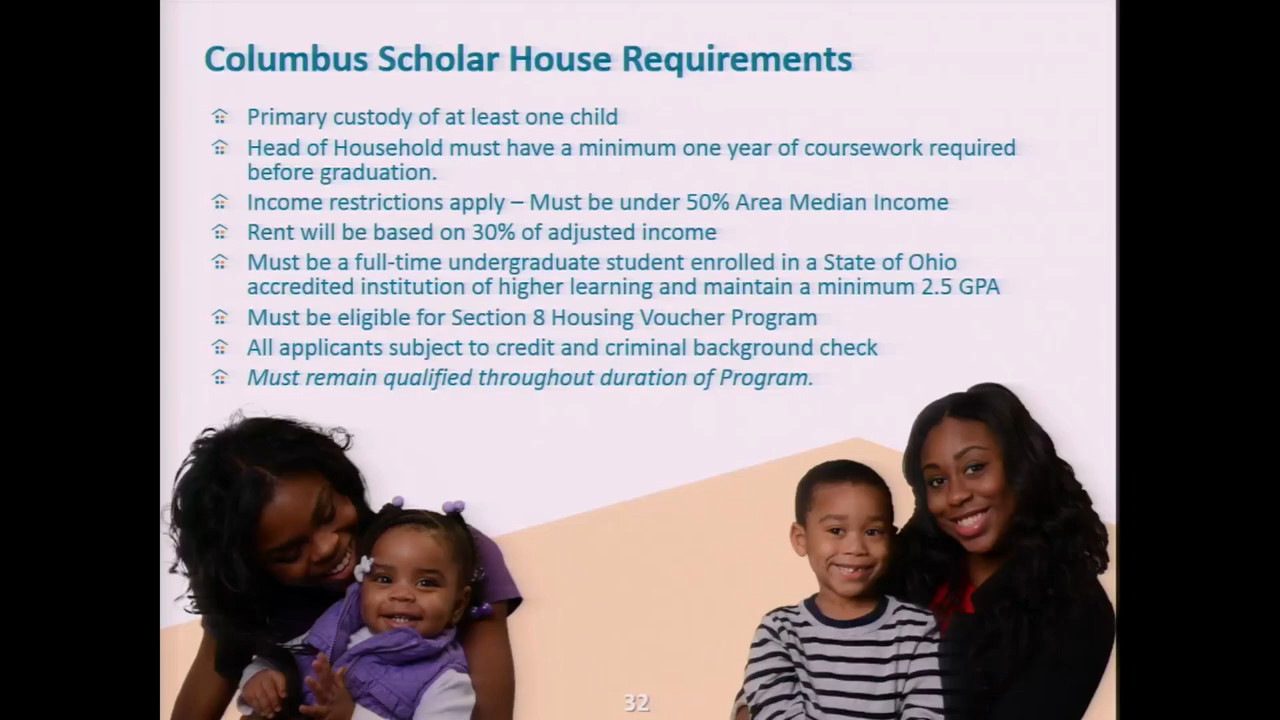 Columbus Scholar House Requirements
Primary custody of at least one child
Head of Household must have a minimum one year of coursework required
before graduation.
Income restrictions apply – Must be under 50% Area Median Income
Rent will be based on 30% of adjusted income
Must be a full-time undergraduate student enrolled in a State of Ohio
accredited institution of higher learning and maintain a minimum 2.5 GPA
Must be eligible for Section 8 Housing Voucher Program
All applicants subject to credit and criminal background check
Must remain qualified throughout duration of Program.
32